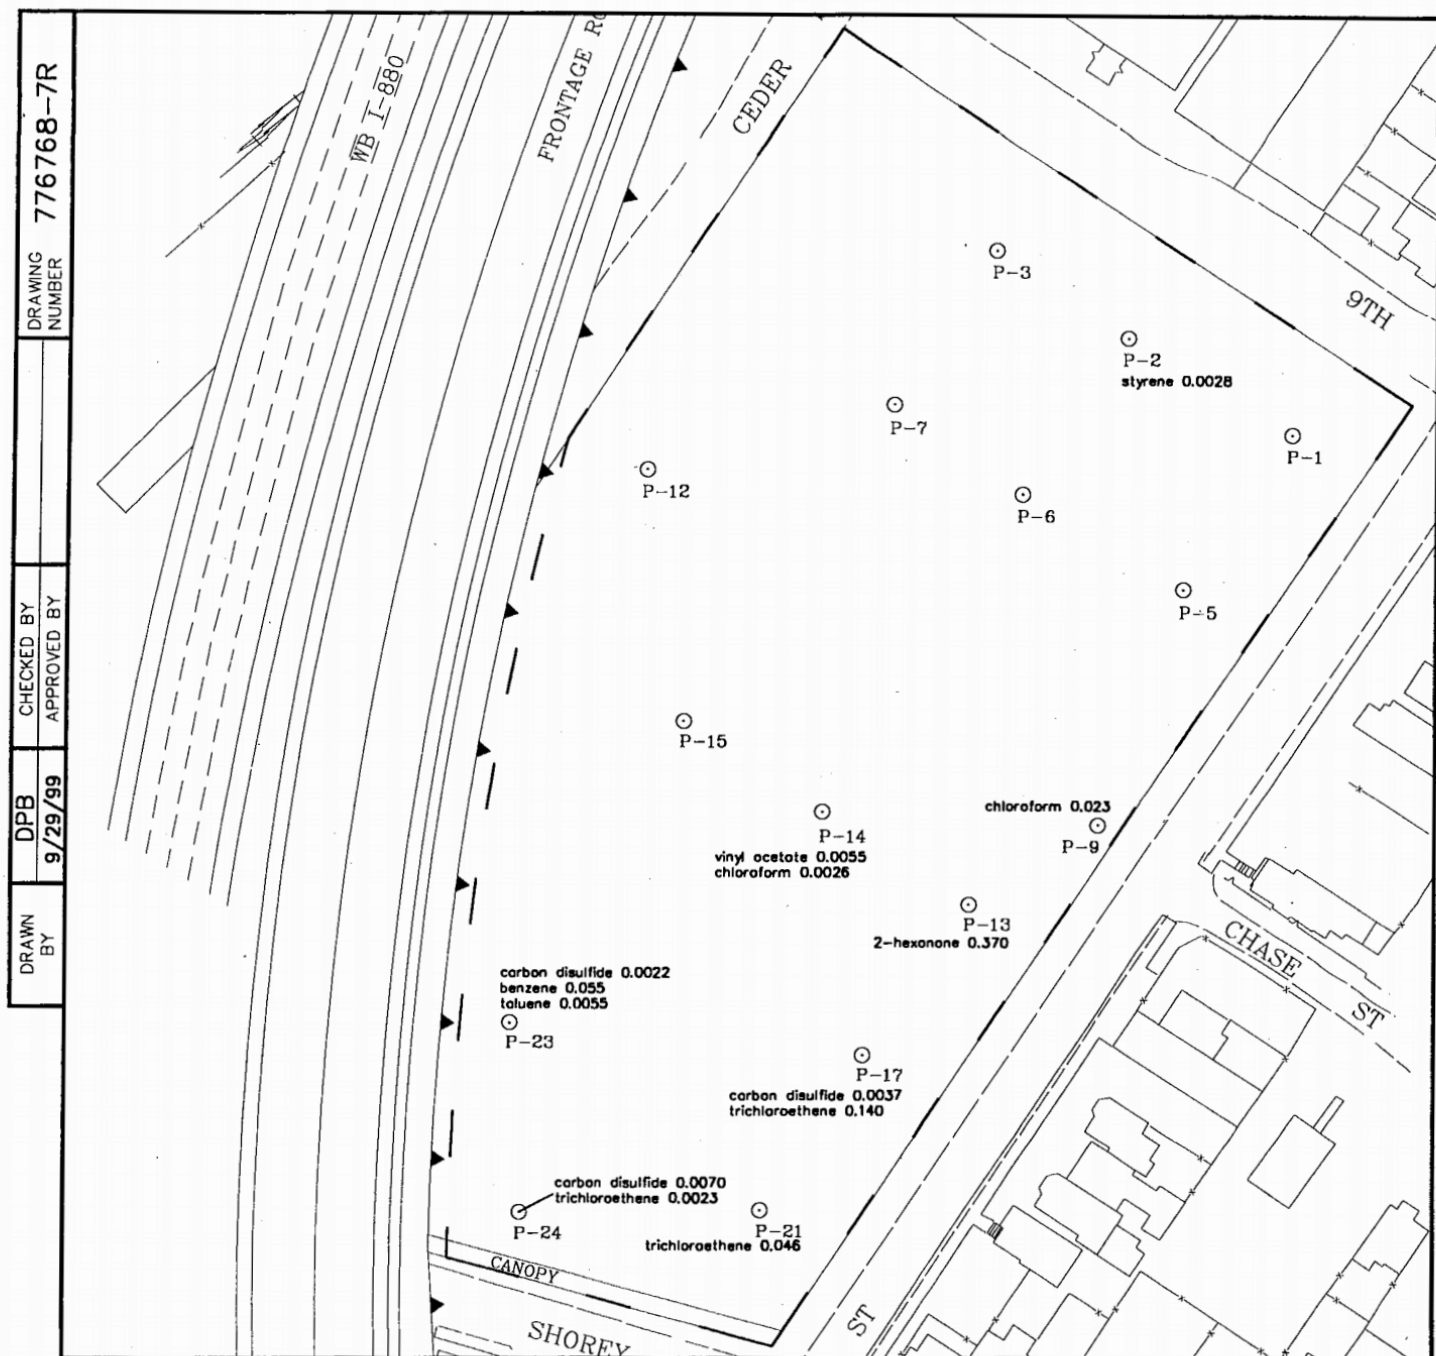 DRAWING
NUMBER
776768-7R
CHECKED BY
APPROVED BY
DPB
9/29/99
DRAWN
BY
WB I-880
FRONTAGE
CEDER
9TH
P-3
P-2
styrene 0.0028
P-7
P-1
P-12
P-6
P-5
P-15
chloroform 0.023
P-9
P-14
vinyl acetate 0.0055
chloroform 0.0026
P-13
2-hexanone 0.370
CHASE
ST
carbon disulfide 0.0022
benzene 0.055
toluene 0.0055
P-23
P-17
carbon disulfide 0.0037
trichloroethene 0.140
carbon disulfide 0.0070
trichloroethene 0.0023
P-24
P-21
trichloroethene 0.046
CANOPY
SHOREY
ST